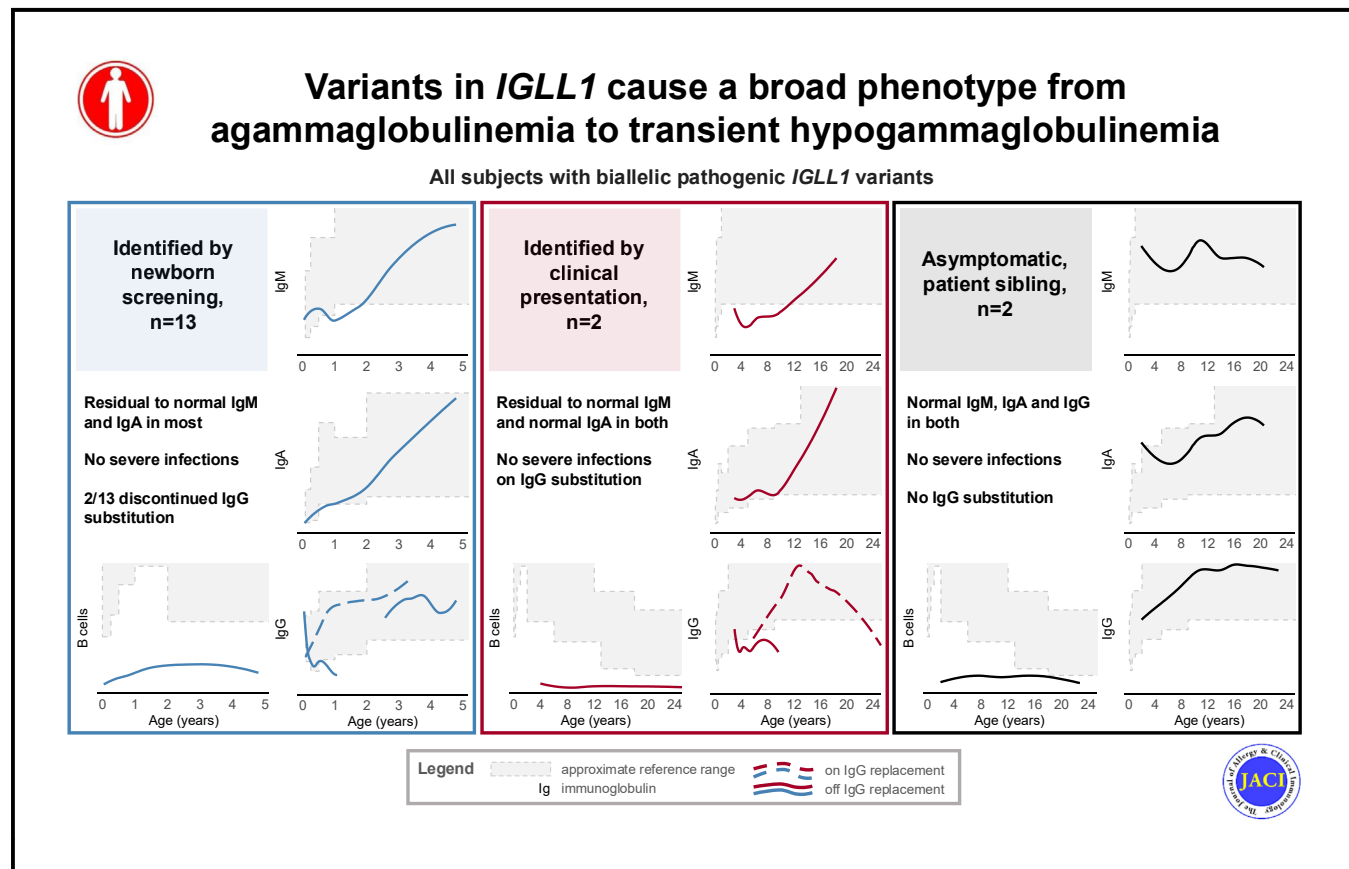 Variants in IGLL1 cause a broad phenotype from
agammaglobulinemia to transient hypogammaglobulinemia
All subjects with biallelic pathogenic IGLL1 variants
Identified by
newborn
screening,
n=13
IgM
0 1 2 3 4 5
Residual to normal IgM
and IgA in most
No severe infections
2/13 discontinued IgG
substitution
IgA
0 1 2 3 4 5
B cells
0 1 2 3 4 5
Age (years)
IgG
0 1 2 3 4 5
Age (years)
Identified by
clinical
presentation,
n=2
IgM
0 4 8 12 16 20 24
Residual to normal IgM
and normal IgA in both
No severe infections
on IgG substitution
IgA
0 4 8 12 16 20 24
B cells
0 4 8 12 16 20 24
Age (years)
IgG
0 4 8 12 16 20 24
Age (years)
Asymptomatic,
patient sibling,
n=2
IgM
0 4 8 12 16 20 24
Normal IgM, IgA and IgG
in both
No severe infections
No IgG substitution
IgA
0 4 8 12 16 20 24
B cells
0 4 8 12 16 20 24
Age (years)
IgG
0 4 8 12 16 20 24
Age (years)
Legend
approximate reference range
on IgG replacement
Ig immunoglobulin
off IgG replacement
The Journal of Allergy & Clinical Immunology
JACI